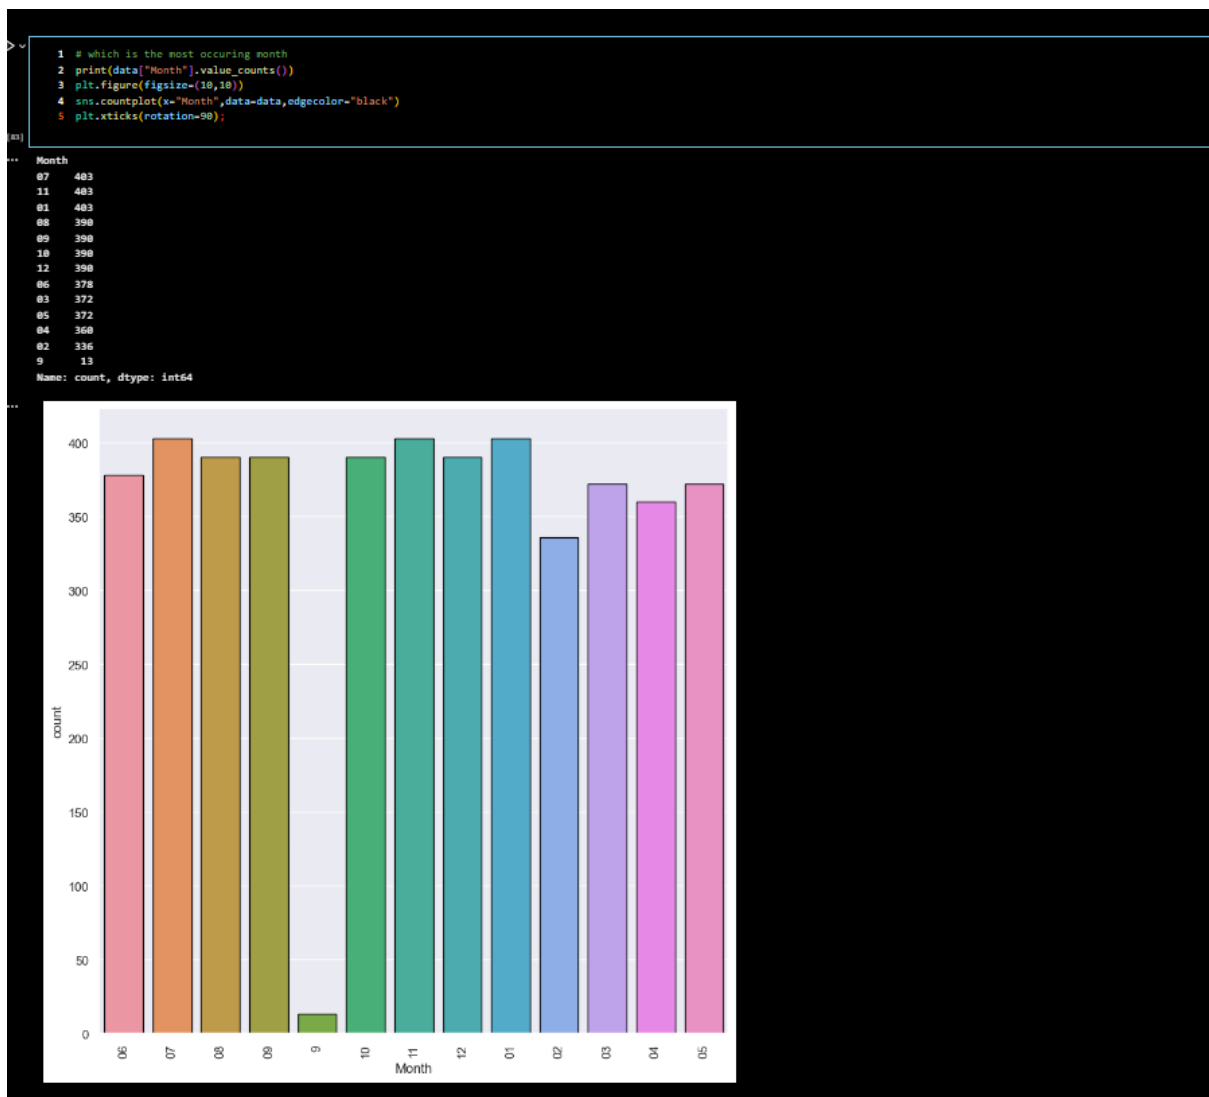 1 # which is the most occuring month
2 print(data["Month"].value_counts())
3 plt.figure(figsize=(10,10))
4 sns.countplot(x="Month",data=data,edgecolor="black")
5 plt.xticks(rotation=90);
[83]
Month
07 403
11 403
01 403
08 390
09 390
10 390
12 390
06 378
03 372
05 372
04 360
02 336
9 13
Name: count, dtype: int64
400
350
300
250
200
150
100
50
0
count
06 07 08 09 9 10 11 12 01 02 03 04 05
Month